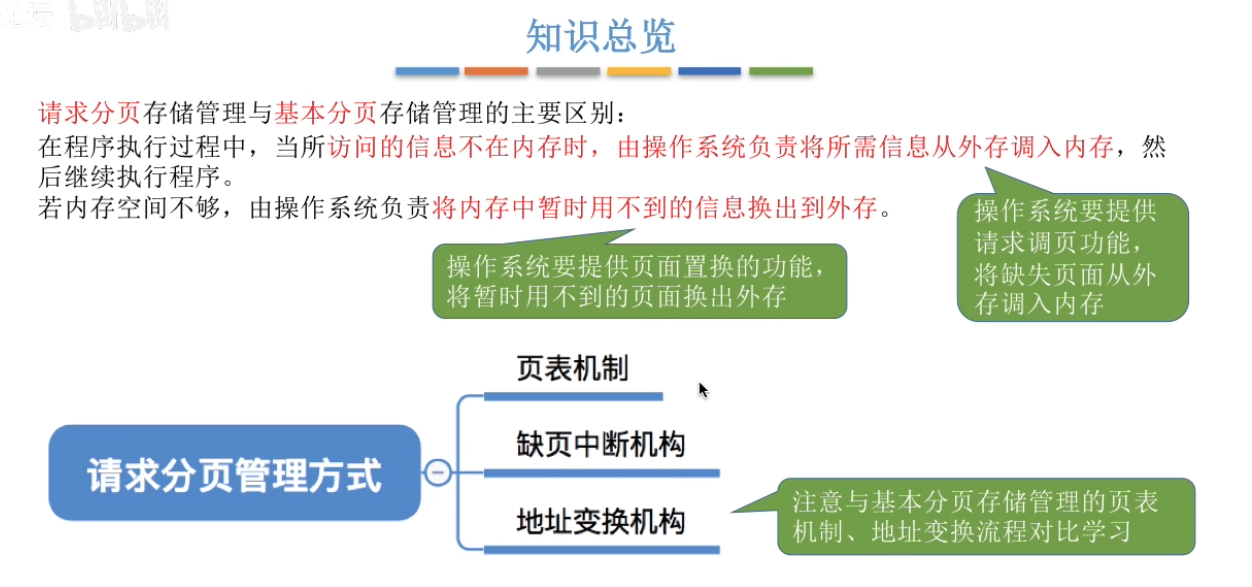 论坛 bilibili
知识总览
请求分页存储管理与基本分页存储管理的主要区别：
在程序执行过程中，当所访问的信息不在内存时，由操作系统负责将所需信息从外存调入内存，然
后继续执行程序。
若内存空间不够，由操作系统负责将内存中暂时用不到的信息换出到外存。
操作系统要提供
请求调页功能，
将缺失页面从外
存调入内存
操作系统要提供页面置换的功能，
将暂时用不到的页面换出外存
页表机制
缺页中断机构
请求分页管理方式
地址变换机构
注意与基本分页存储管理的页表
机制、地址变换流程对比学习